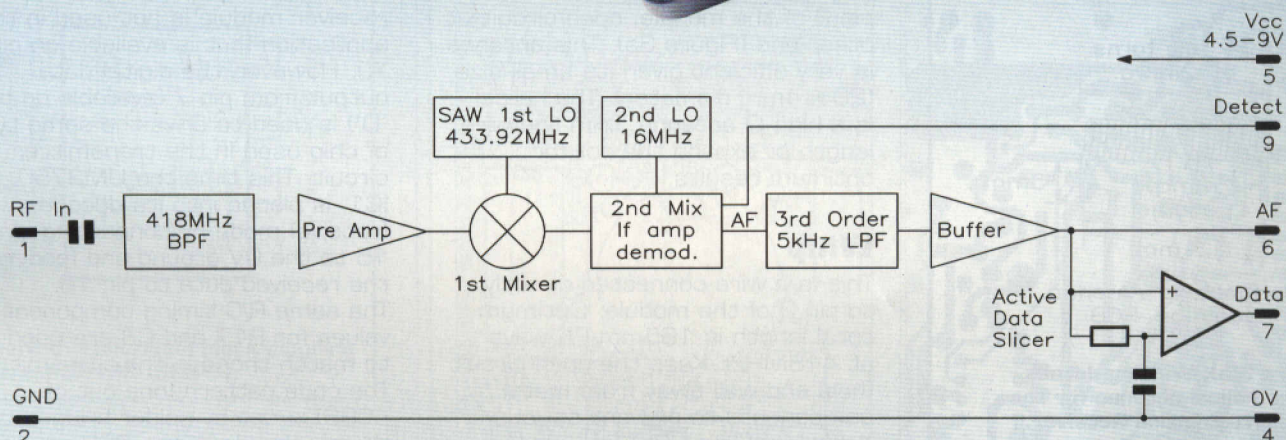 Vcc
4.5–9V
5
Detect
9
SAW 1st LO
433.92MHz
2nd LO
16MHz
RF In
1
418MHz
BPF
Pre Amp
1st Mixer
2nd Mix
If amp
demod.
AF
3rd Order
5kHz LPF
Buffer
AF
6
Active
Data
Slicer
+
−
Data
7
GND
2
0V
4